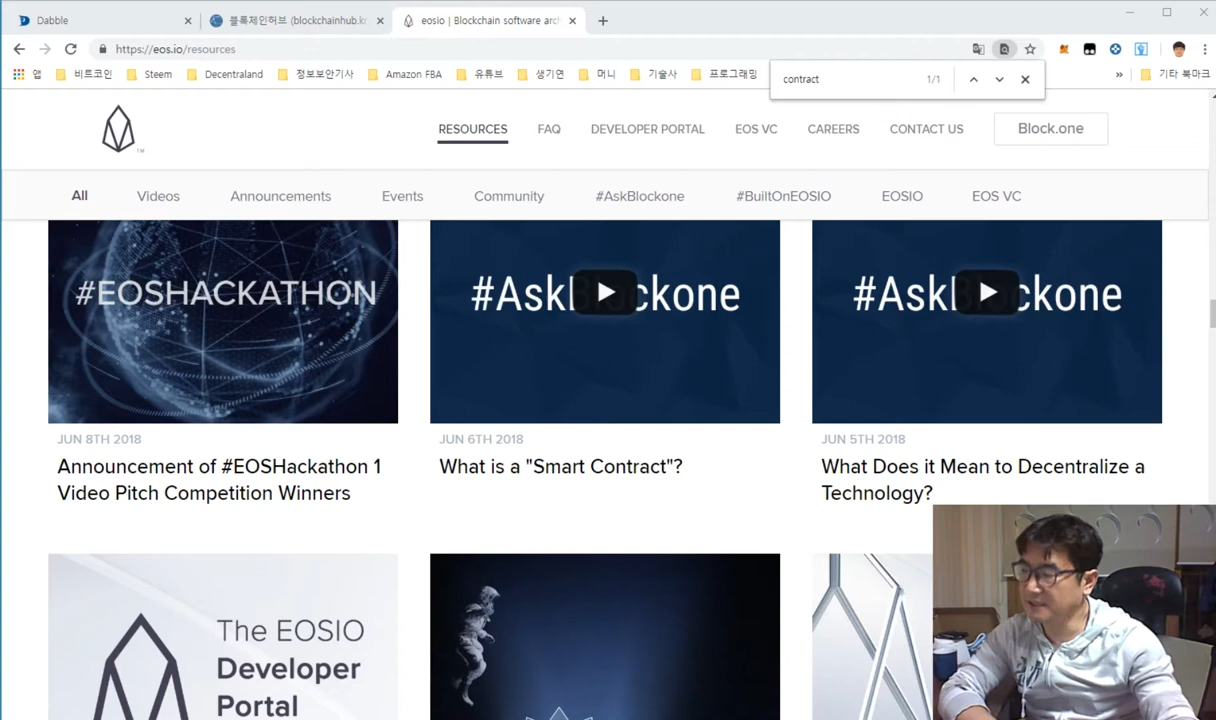 Dabble
블록체인허브 (blockchainhub.kr
eosio | Blockchain software arc
https://eos.io/resources
앱
비트코인
Steem
Decentraland
정보보안기사
Amazon FBA
유튜브
생기연
머니
기술사
프로그래밍
»
기타 북마크
contract
1/1
TM
RESOURCES
FAQ
DEVELOPER PORTAL
EOS VC
CAREERS
CONTACT US
Block.one
All
Videos
Announcements
Events
Community
#AskBlockone
#BuiltOnEOSIO
EOSIO
EOS VC
#EOSHACKATHON
#AskBlockone
#AskBlockone
JUN 8TH 2018
Announcement of #EOSHackathon 1
Video Pitch Competition Winners
JUN 6TH 2018
What is a "Smart Contract"?
JUN 5TH 2018
What Does it Mean to Decentralize a
Technology?
The EOSIO
Developer
Portal